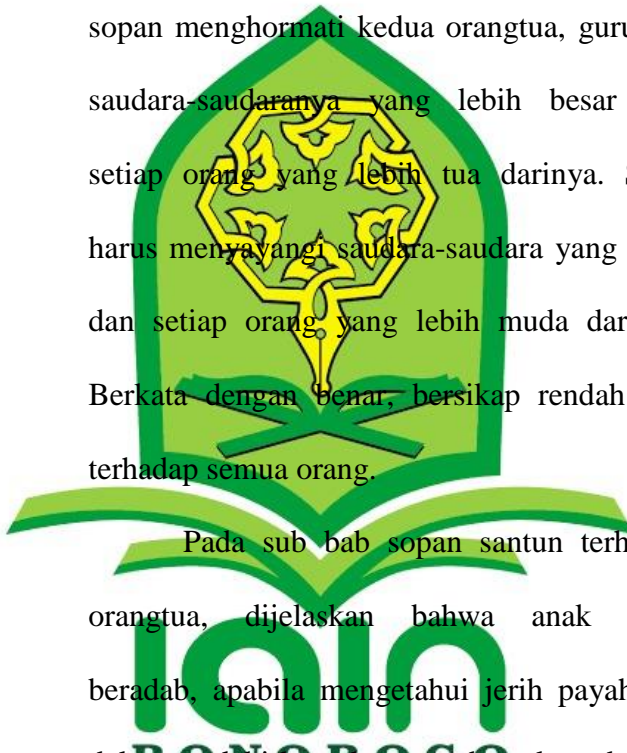 sopan menghormati kedua orangtua, guru
saudara-saudaranya yang lebih besar
setiap orang yang lebih tua darinya.
harus menyayangi saudara-saudara yang
dan setiap orang yang lebih muda
Berkata dengan benar, bersikap rendah
terhadap semua orang.
Pada sub bab sopan santun
orangtua, dijelaskan bahwa anak
beradab, apabila mengetahui jerih payah
iain
PONOROGO